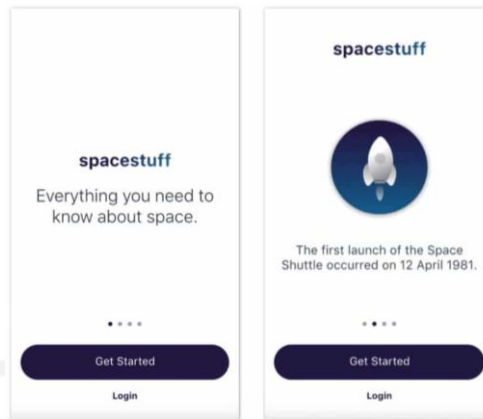 spacestuff
Everything you need to
know about space.
Get Started
Login
spacestuff
The first launch of the Space
Shuttle occurred on 12 April 1981.
Get Started
Login